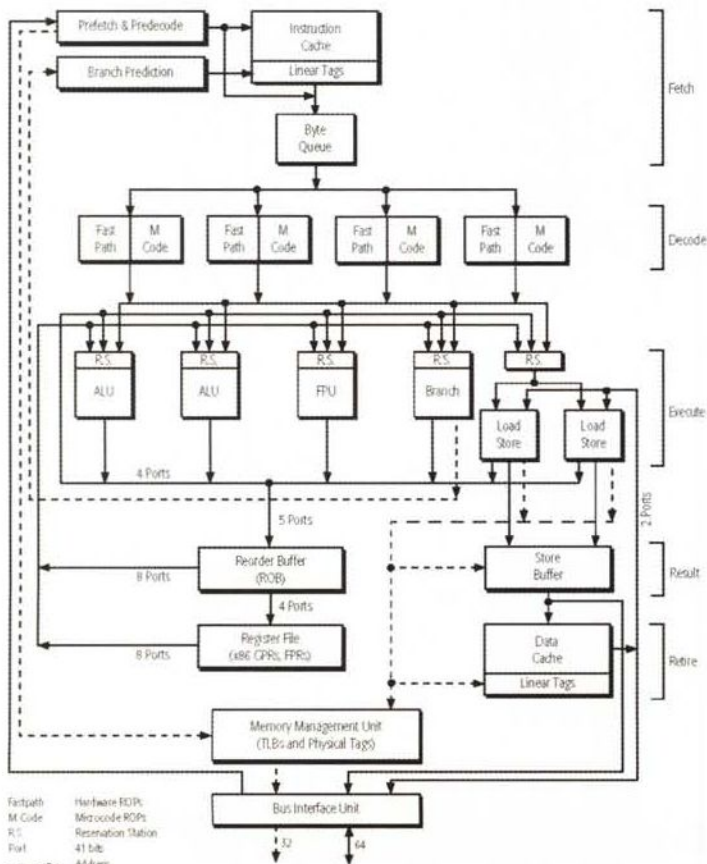 Prefetch & Predecode
Instruction
Cache
Linear Tags
Branch Prediction
Fetch
Byte
Queue
Fast
Path
M
Code
Fast
Path
M
Code
Fast
Path
M
Code
Fast
Path
M
Code
Decode
R.S.
ALU
R.S.
ALU
R.S.
FPU
R.S.
Branch
R.S.
Load
Store
Load
Store
Execute
4 Ports
5 Ports
2 Ports
Reorder Buffer
(ROB)
8 Ports
4 Ports
Store
Buffer
Result
Register File
(x86 GPRs, FPRs)
8 Ports
Data
Cache
Linear Tags
Retire
Memory Management Unit
(TLBs and Physical Tags)
Bus Interface Unit
32
64
Fastpath Hardware ROPs
M Code Microcode ROPs
R.S. Reservation Station
Port 41 bits
Address